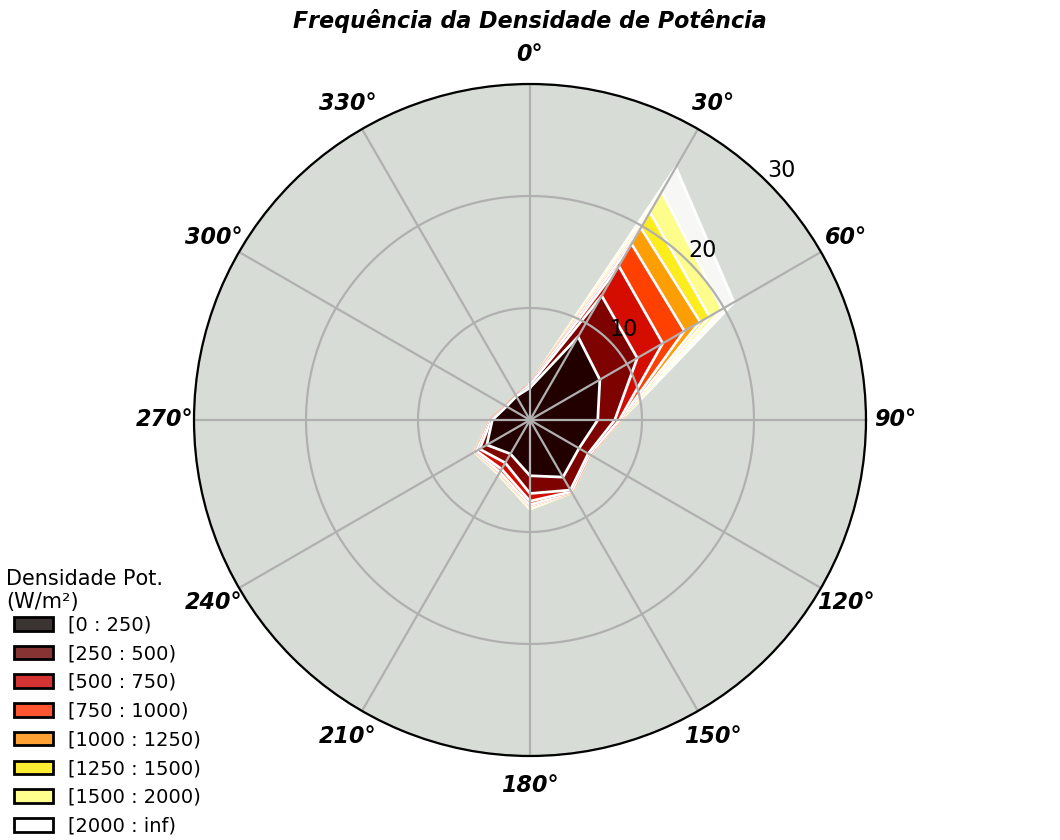 Frequência da Densidade de Potência
0°
330°
30°
30
300°
60°
20
10
270°
90°
240°
120°
210°
150°
180°
Densidade Pot.
(W/m²)
[0 : 250)
[250 : 500)
[500 : 750)
[750 : 1000)
[1000 : 1250)
[1250 : 1500)
[1500 : 2000)
[2000 : inf)